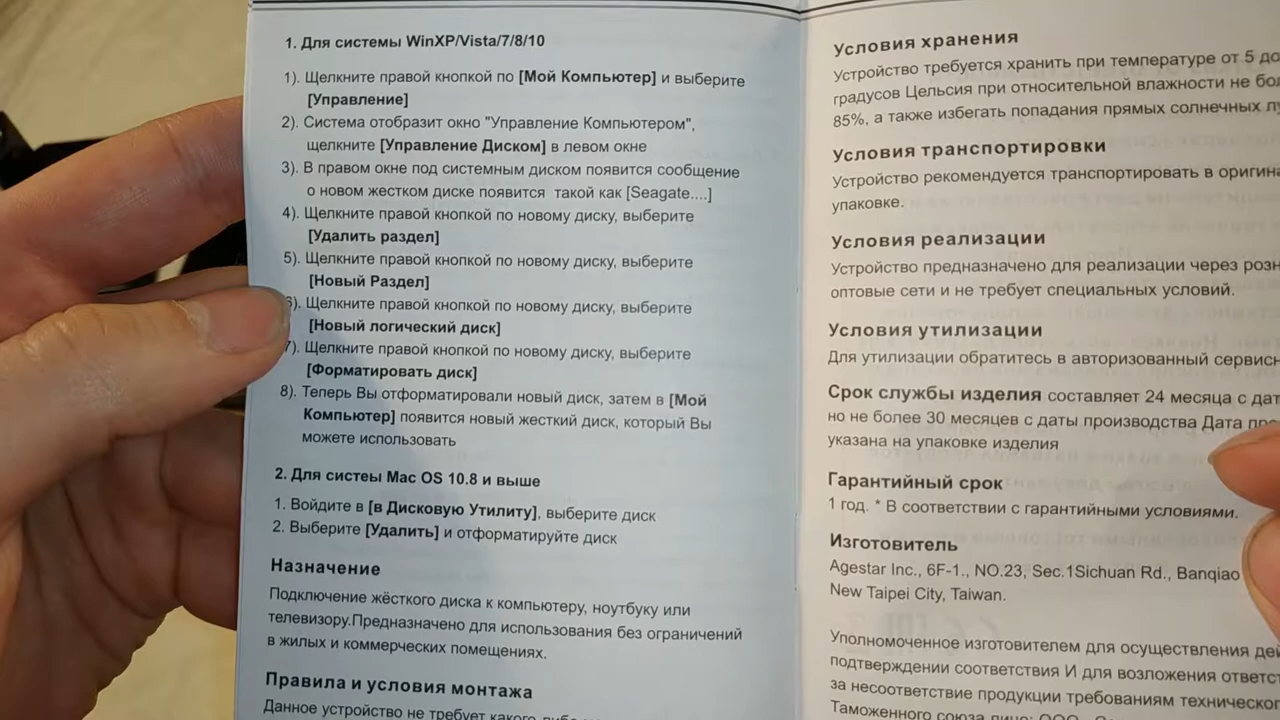 1. Для системы WinXP/Vista/7/8/10
1). Щелкните правой кнопкой по [Мой Компьютер] и выберите
[Управление]
2). Система отобразит окно "Управление Компьютером",
щелкните [Управление Диском] в левом окне
3). В правом окне под системным диском появится сообщение
о новом жестком диске появится такой как [Seagate....]
4). Щелкните правой кнопкой по новому диску, выберите
[Удалить раздел]
5). Щелкните правой кнопкой по новому диску, выберите
[Новый Раздел]
6). Щелкните правой кнопкой по новому диску, выберите
[Новый логический диск]
7). Щелкните правой кнопкой по новому диску, выберите
[Форматировать диск]
8). Теперь Вы отформатировали новый диск, затем в [Мой
Компьютер] появится новый жесткий диск, который Вы
можете использовать
2. Для систеы Mac OS 10.8 и выше
1. Войдите в [в Дисковую Утилиту], выберите диск
2. Выберите [Удалить] и отформатируйте диск
Назначение
Подключение жёсткого диска к компьютеру, ноутбуку или
телевизору.Предназначено для использования без ограничений
в жилых и коммерческих помещениях.
Правила и условия монтажа
Данное устройство не требует
Условия хранения
Устройство требуется хранить при температуре от 5 до
градусов Цельсия при относительной влажности не
85%, а также избегать попадания прямых солнечных
Условия транспортировки
Устройство рекомендуется транспортировать в
упаковке.
Условия реализации
Устройство предназначено для реализации через
оптовые сети и не требует специальных условий.
Условия утилизации
Для утилизации обратитесь в авторизованный
Срок службы изделия составляет 24 месяца с
но не более 30 месяцев с даты производства Дата
указана на упаковке изделия
Гарантийный срок
1 год. * В соответствии с гарантийными условиями.
Изготовитель
Agestar Inc., 6F-1., NO.23, Sec.1Sichuan Rd., Banqiao
New Taipei City, Taiwan.
Уполномоченное изготовителем для осуществления
подтверждении соответствия И для возложения
за несоответствие продукции требованиям
Таможенного союза лицо: ООО